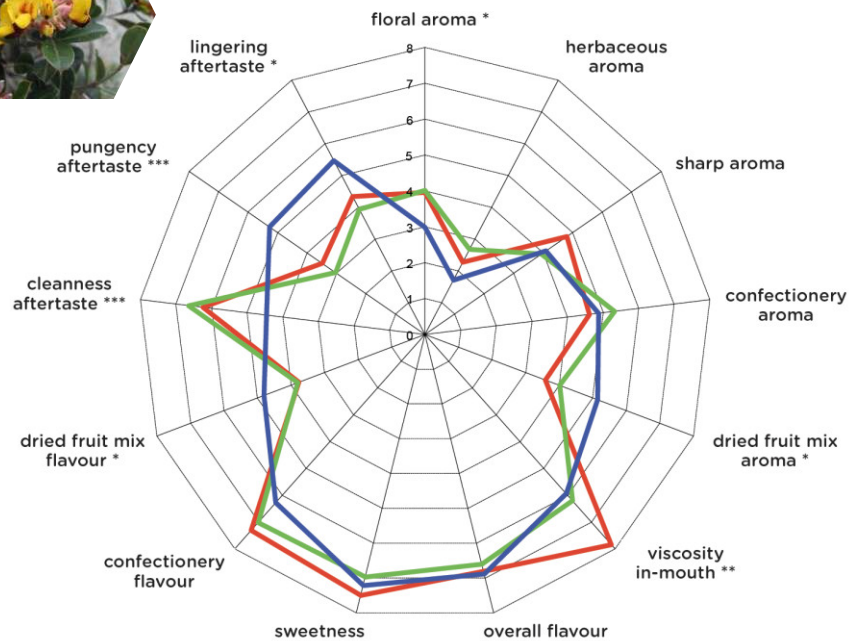 floral aroma *
herbaceous
aroma
sharp aroma
confectionery
aroma
dried fruit mix
aroma *
viscosity
in-mouth **
overall flavour
sweetness
confectionery
flavour
dried fruit mix
flavour *
cleanness
aftertaste ***
pungency
aftertaste ***
lingering
aftertaste *
8
7
6
5
4
3
2
1
0